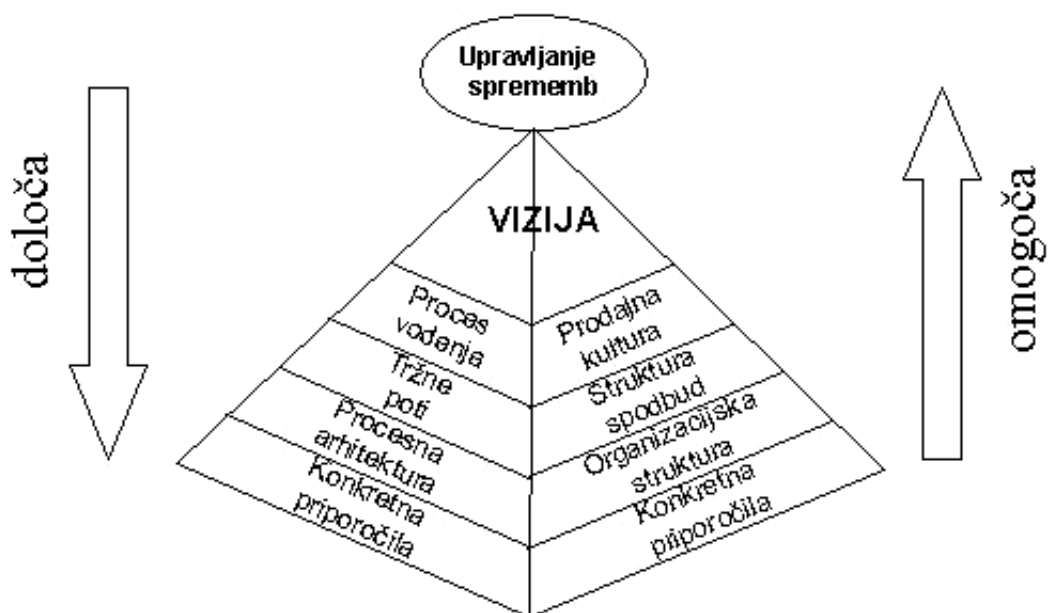 Upravljanje
sprememb
določa
omogoča
VIZIJA
Proces
vodenja
Prodajna
kultura
Tržne
poti
Struktura
spodbud
Procesna
arhitektura
Organizacijska
struktura
Konkretna
priporočila
Konkretna
priporočila